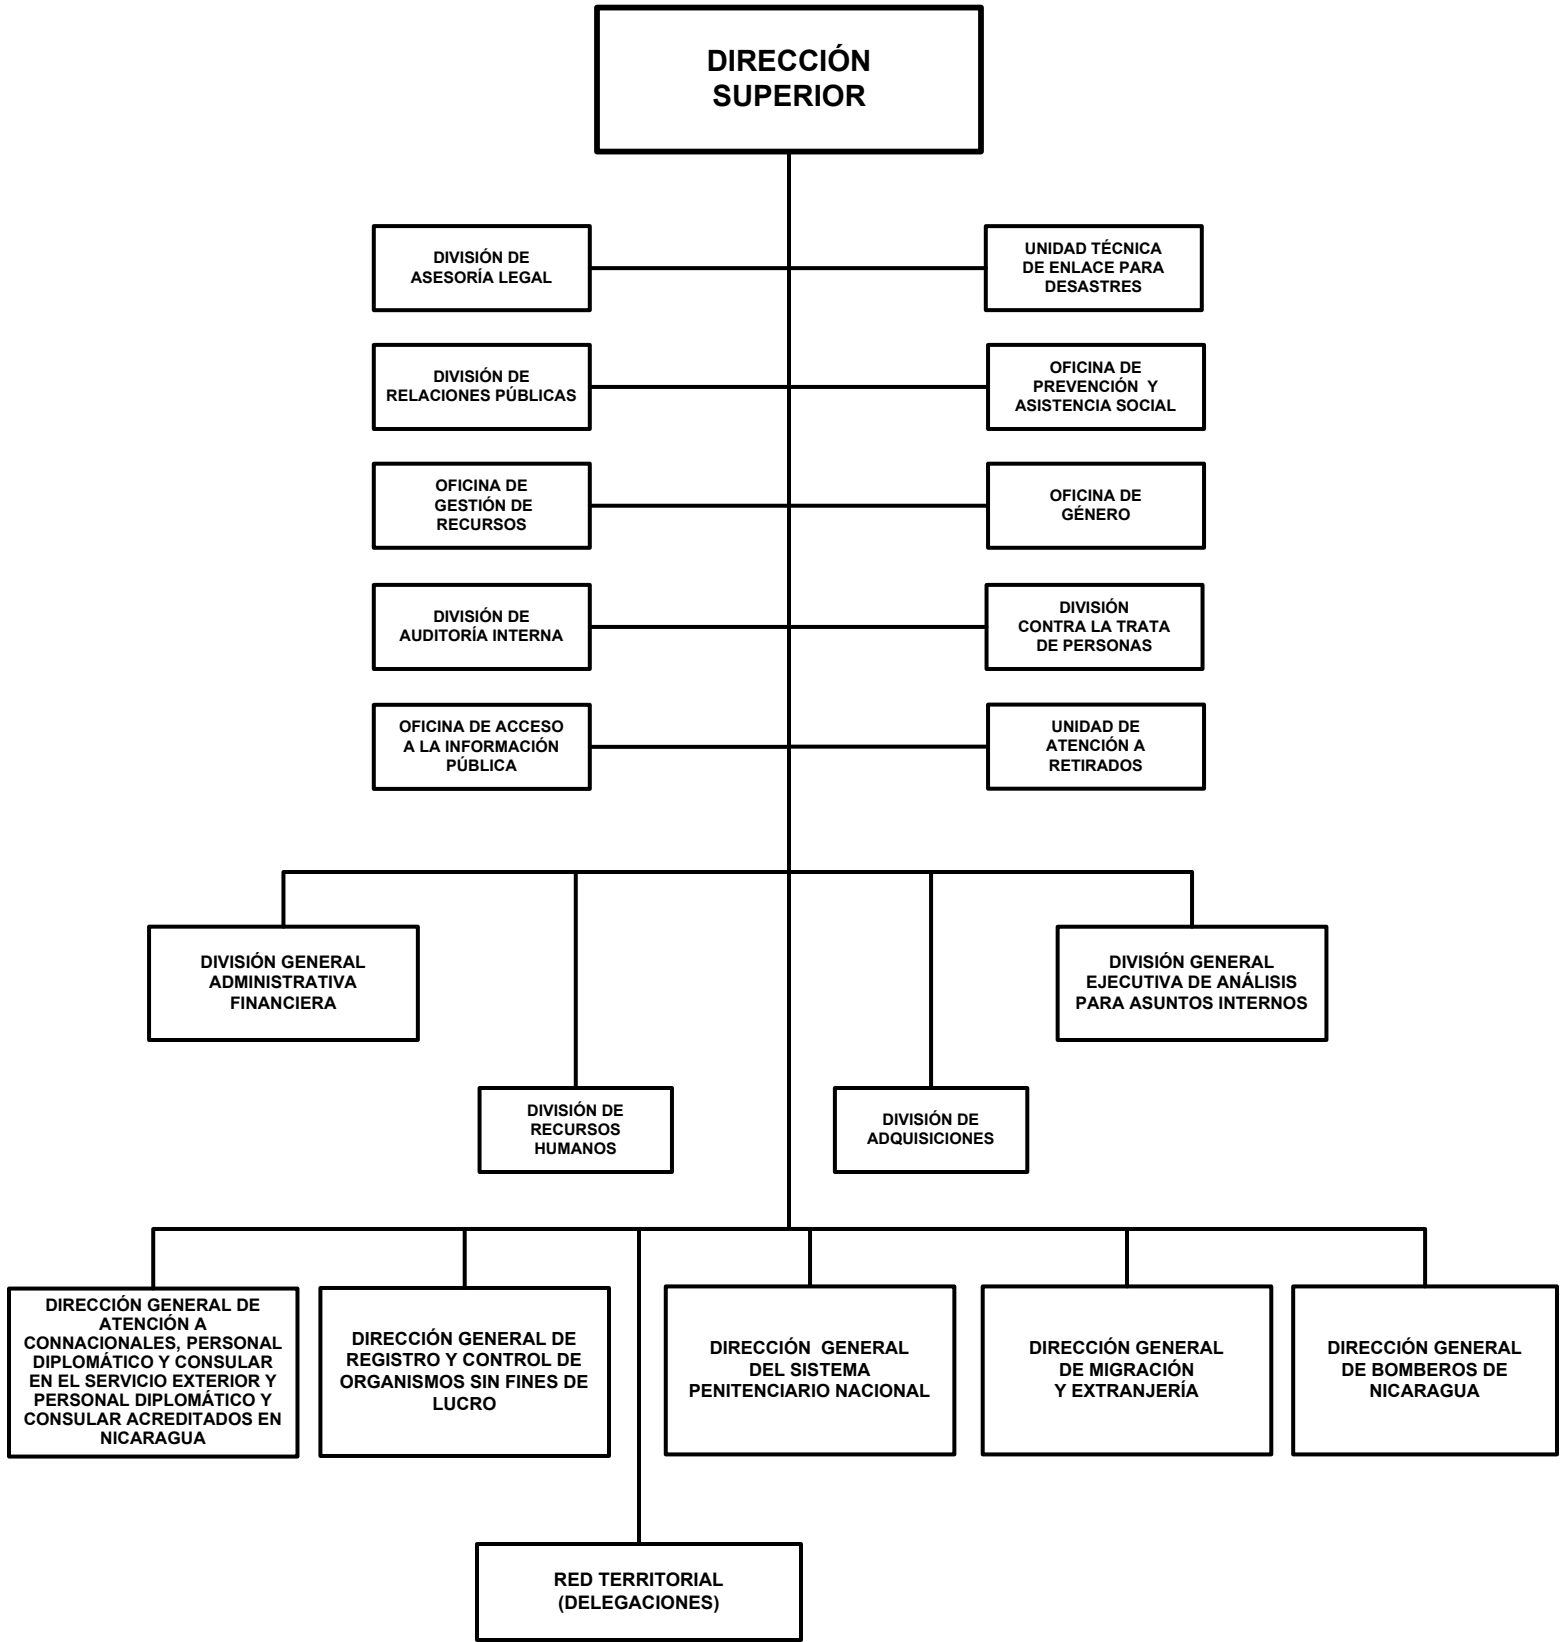 DIRECCIÓN
SUPERIOR
DIVISIÓN DE
ASESORÍA LEGAL
UNIDAD TÉCNICA
DE ENLACE PARA
DESASTRES
DIVISIÓN DE
RELACIONES PÚBLICAS
OFICINA DE
PREVENCIÓN Y
ASISTENCIA SOCIAL
OFICINA DE
GESTIÓN DE
RECURSOS
OFICINA DE
GÉNERO
DIVISIÓN DE
AUDITORÍA INTERNA
DIVISIÓN
CONTRA LA TRATA
DE PERSONAS
OFICINA DE ACCESO
A LA INFORMACIÓN
PÚBLICA
UNIDAD DE
ATENCIÓN A
RETIRADOS
DIVISIÓN GENERAL
ADMINISTRATIVA
FINANCIERA
DIVISIÓN GENERAL
EJECUTIVA DE ANÁLISIS
PARA ASUNTOS INTERNOS
DIVISIÓN DE
RECURSOS
HUMANOS
DIVISIÓN DE
ADQUISICIONES
DIRECCIÓN GENERAL DE
ATENCIÓN A
CONNACIONALES, PERSONAL
DIPLOMÁTICO Y CONSULAR
EN EL SERVICIO EXTERIOR Y
PERSONAL DIPLOMÁTICO Y
CONSULAR ACREDITADOS EN
NICARAGUA
DIRECCIÓN GENERAL DE
REGISTRO Y CONTROL DE
ORGANISMOS SIN FINES DE
LUCRO
DIRECCIÓN GENERAL
DEL SISTEMA
PENITENCIARIO NACIONAL
DIRECCIÓN GENERAL
DE MIGRACIÓN
Y EXTRANJERÍA
DIRECCIÓN GENERAL
DE BOMBEROS DE
NICARAGUA
RED TERRITORIAL
(DELEGACIONES)